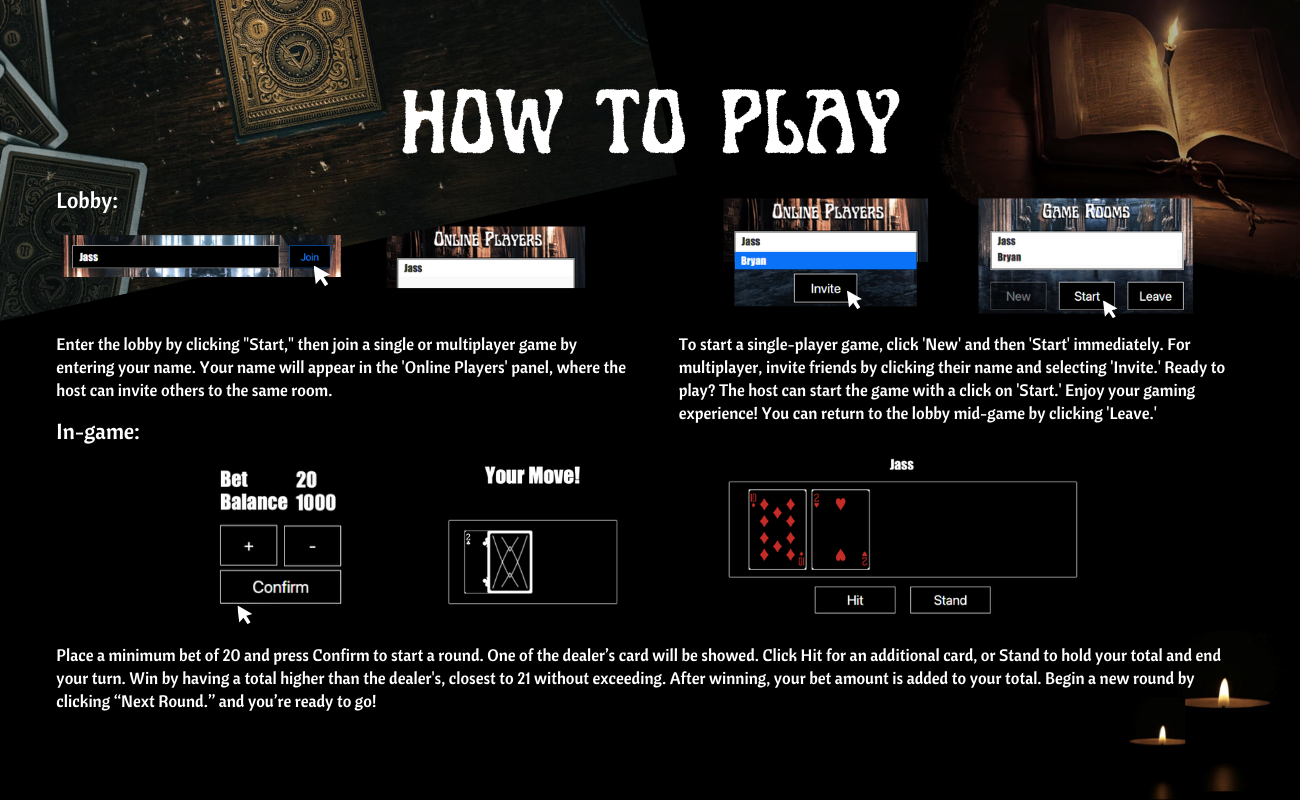 HOW TO PLAY
Lobby:
Jass
Join
ONLINE PLAYERS
Jass
ONLINE PLAYERS
Jass
Bryan
Invite
GAME ROOMS
Jass
Bryan
New
Start
Leave
Enter the lobby by clicking "Start," then join a single or multiplayer game by
entering your name. Your name will appear in the 'Online Players' panel, where the
host can invite others to the same room.
To start a single-player game, click 'New' and then 'Start' immediately. For
multiplayer, invite friends by clicking their name and selecting 'Invite.' Ready to
play? The host can start the game with a click on 'Start.' Enjoy your gaming
experience! You can return to the lobby mid-game by clicking 'Leave.'
In-game:
Bet 20
Balance 1000
+ -
Confirm
Your Move!
2
Jass
10
10
2
2
Hit
Stand
Place a minimum bet of 20 and press Confirm to start a round. One of the dealer’s card will be showed. Click Hit for an additional card, or Stand to hold your total and end
your turn. Win by having a total higher than the dealer's, closest to 21 without exceeding. After winning, your bet amount is added to your total. Begin a new round by
clicking “Next Round.” and you’re ready to go!